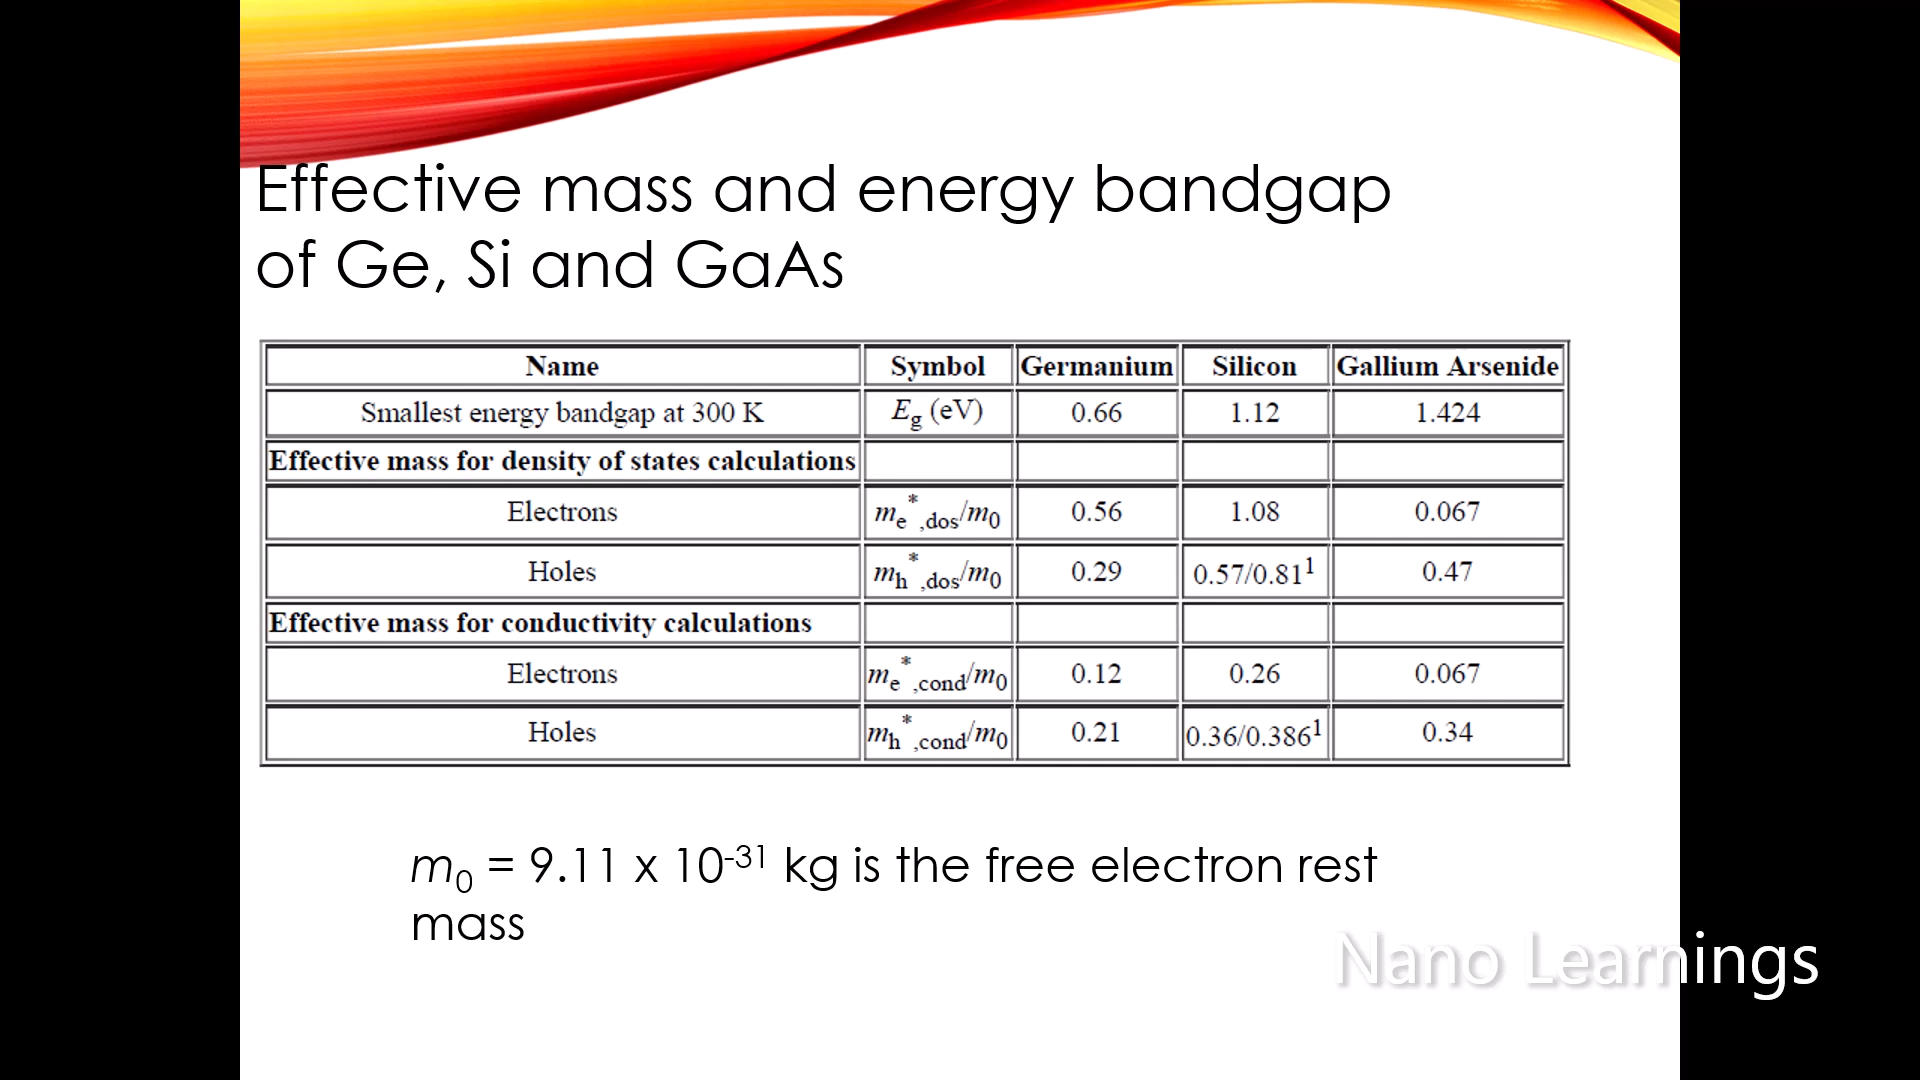 Effective mass and energy bandgap
of Ge, Si and GaAs
Name Symbol Germanium Silicon Gallium Arsenide
Smallest energy bandgap at 300 K Eg (eV) 0.66 1.12 1.424
Effective mass for density of states calculations
Electrons me*,dos/m0 0.56 1.08 0.067
Holes mh*,dos/m0 0.29 0.57/0.81¹ 0.47
Effective mass for conductivity calculations
Electrons me*,cond/m0 0.12 0.26 0.067
Holes mh*,cond/m0 0.21 0.36/0.386¹ 0.34
m₀ = 9.11 x 10⁻³¹ kg is the free electron rest
mass
Nano Learnings